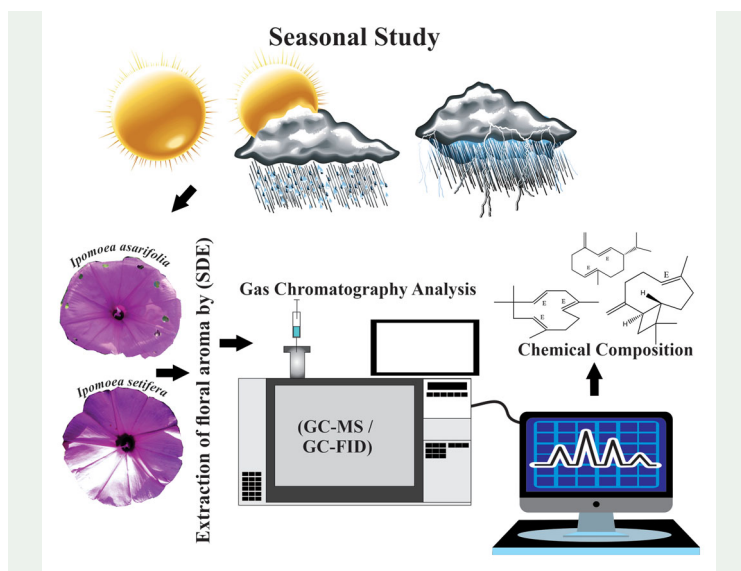 Seasonal Study
Ipomoea asarifolia
Ipomoea setifera
Extraction of floral aroma by (SDE)
Gas Chromatography Analysis
(GC-MS /
GC-FID)
E
E
E
E
E
E
H
H
Chemical Composition